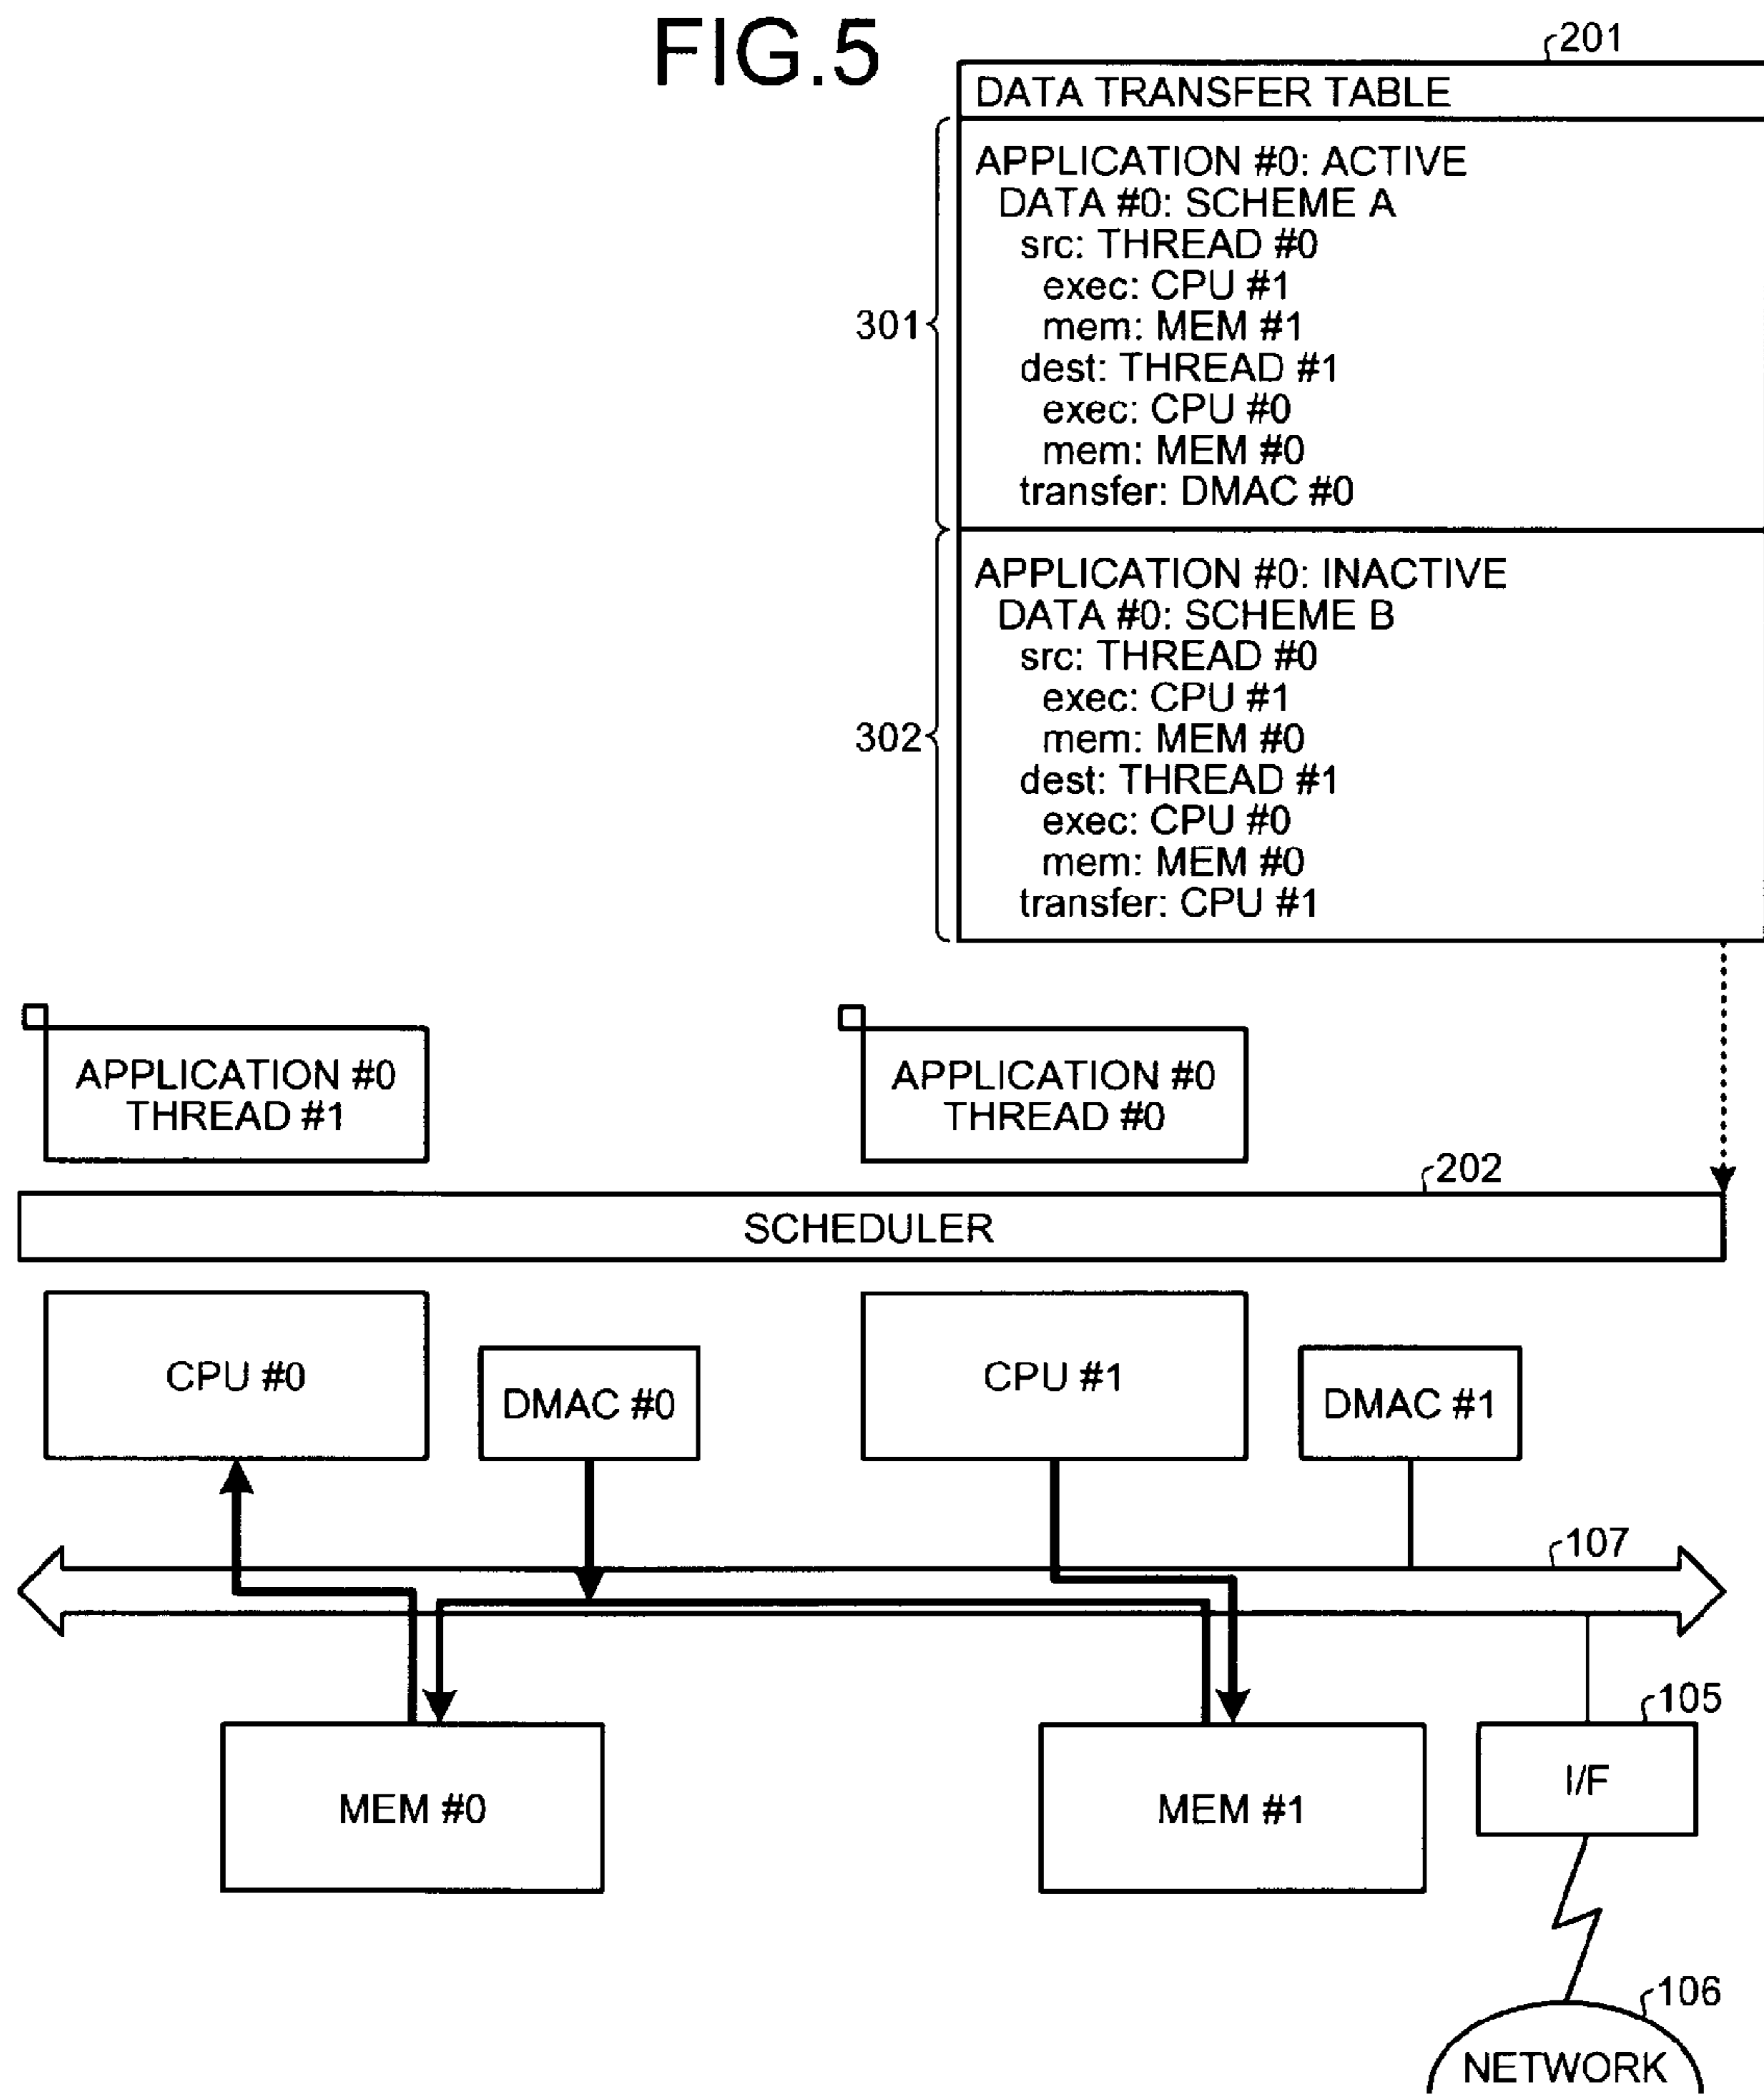 FIG.5
201
DATA TRANSFER TABLE
301
APPLICATION #0: ACTIVE
DATA #0: SCHEME A
src: THREAD #0
exec: CPU #1
mem: MEM #1
dest: THREAD #1
exec: CPU #0
mem: MEM #0
transfer: DMAC #0
302
APPLICATION #0: INACTIVE
DATA #0: SCHEME B
src: THREAD #0
exec: CPU #1
mem: MEM #0
dest: THREAD #1
exec: CPU #0
mem: MEM #0
transfer: CPU #1
APPLICATION #0
THREAD #1
APPLICATION #0
THREAD #0
202
SCHEDULER
CPU #0
DMAC #0
CPU #1
DMAC #1
107
105
MEM #0
MEM #1
I/F
106
NETWORK